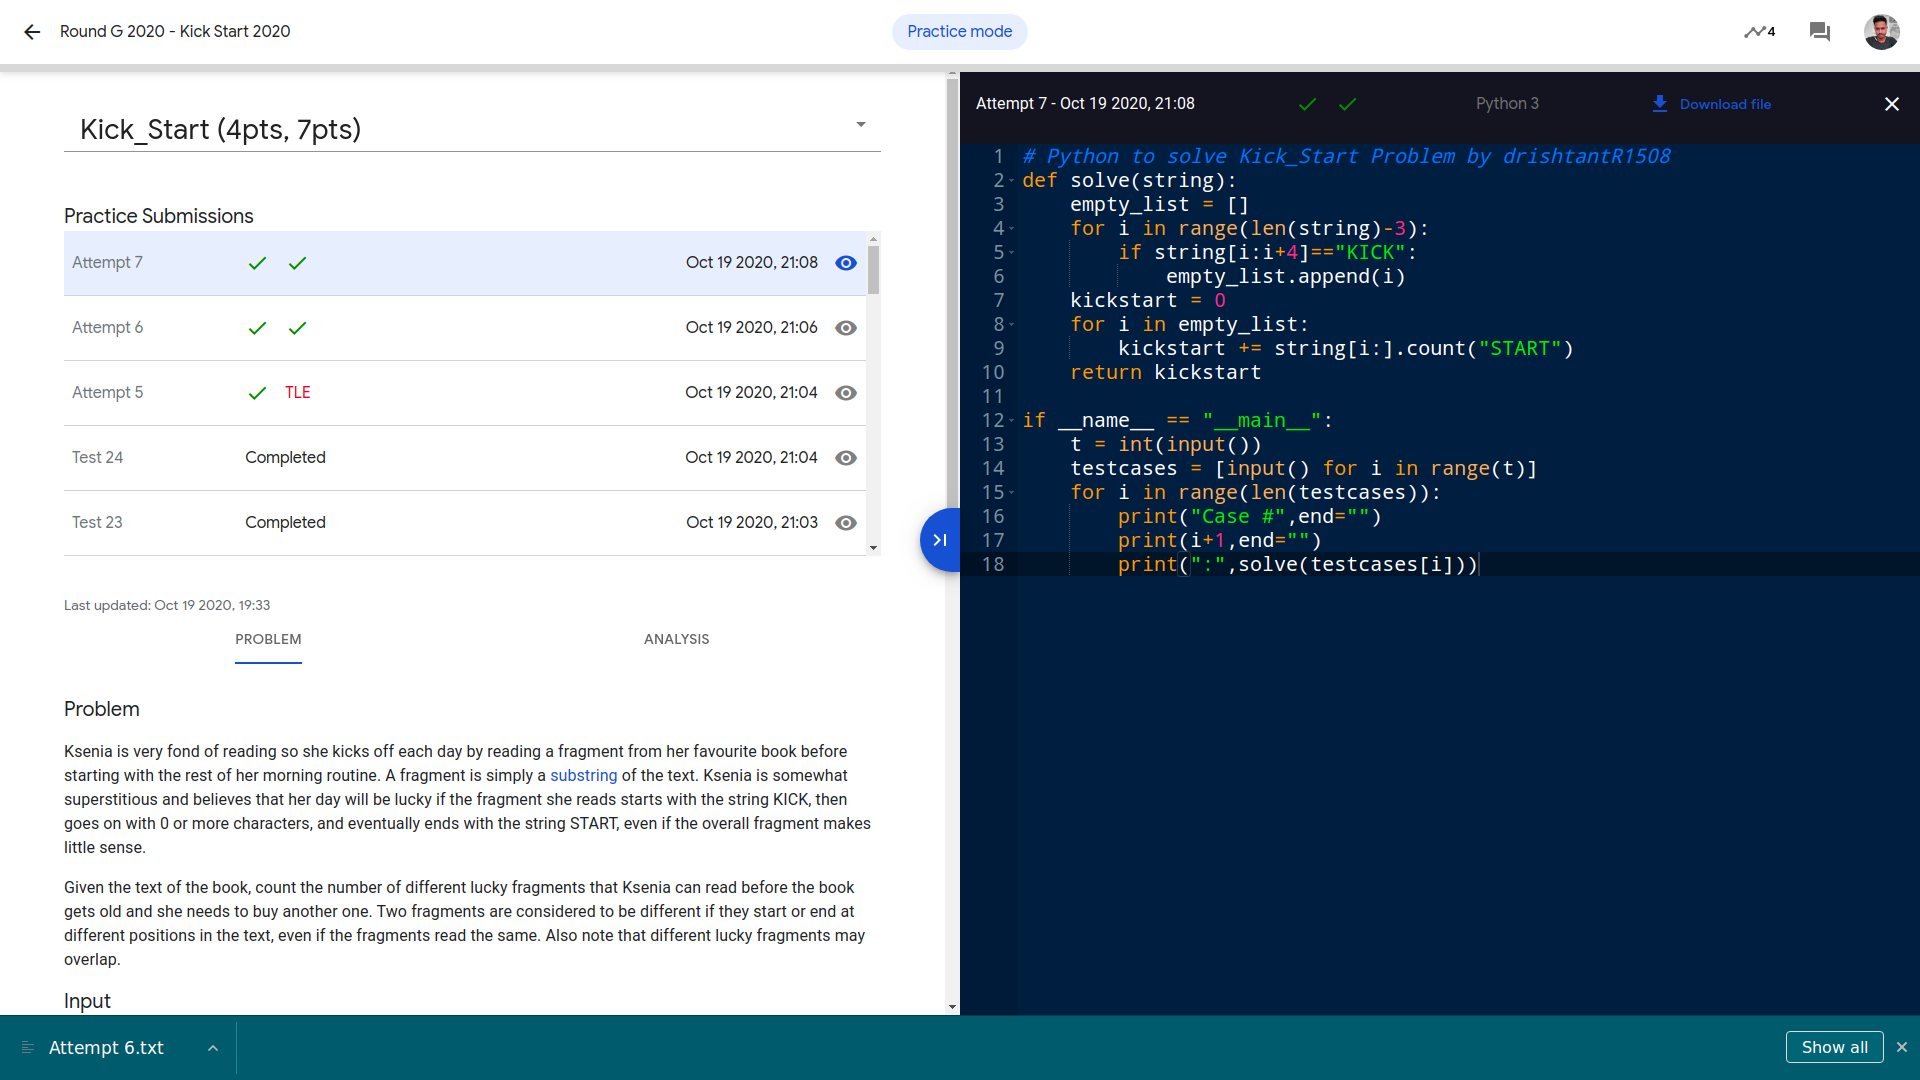 Round G 2020 - Kick Start 2020
Practice mode
4
Kick_Start (4pts, 7pts)
Practice Submissions
Attempt 7 Oct 19 2020, 21:08
Attempt 6 Oct 19 2020, 21:06
Attempt 5 TLE Oct 19 2020, 21:04
Test 24 Completed Oct 19 2020, 21:04
Test 23 Completed Oct 19 2020, 21:03
Last updated: Oct 19 2020, 19:33
PROBLEM ANALYSIS
Problem
Ksenia is very fond of reading so she kicks off each day by reading a fragment from her favourite book before
starting with the rest of her morning routine. A fragment is simply a substring of the text. Ksenia is somewhat
superstitious and believes that her day will be lucky if the fragment she reads starts with the string KICK, then
goes on with 0 or more characters, and eventually ends with the string START, even if the overall fragment makes
little sense.
Given the text of the book, count the number of different lucky fragments that Ksenia can read before the book
gets old and she needs to buy another one. Two fragments are considered to be different if they start or end at
different positions in the text, even if the fragments read the same. Also note that different lucky fragments may
overlap.
Input
Attempt 7 - Oct 19 2020, 21:08 Python 3 Download file
1 # Python to solve Kick_Start Problem by drishtantR1508
2 def solve(string):
3     empty_list = []
4     for i in range(len(string)-3):
5         if string[i:i+4]=="KICK":
6             empty_list.append(i)
7     kickstart = 0
8     for i in empty_list:
9         kickstart += string[i:].count("START")
10     return kickstart
11
12 if __name__ == "__main__":
13     t = int(input())
14     testcases = [input() for i in range(t)]
15     for i in range(len(testcases)):
16         print("Case #",end="")
17         print(i+1,end="")
18         print(":",solve(testcases[i]))
Attempt 6.txt
Show all